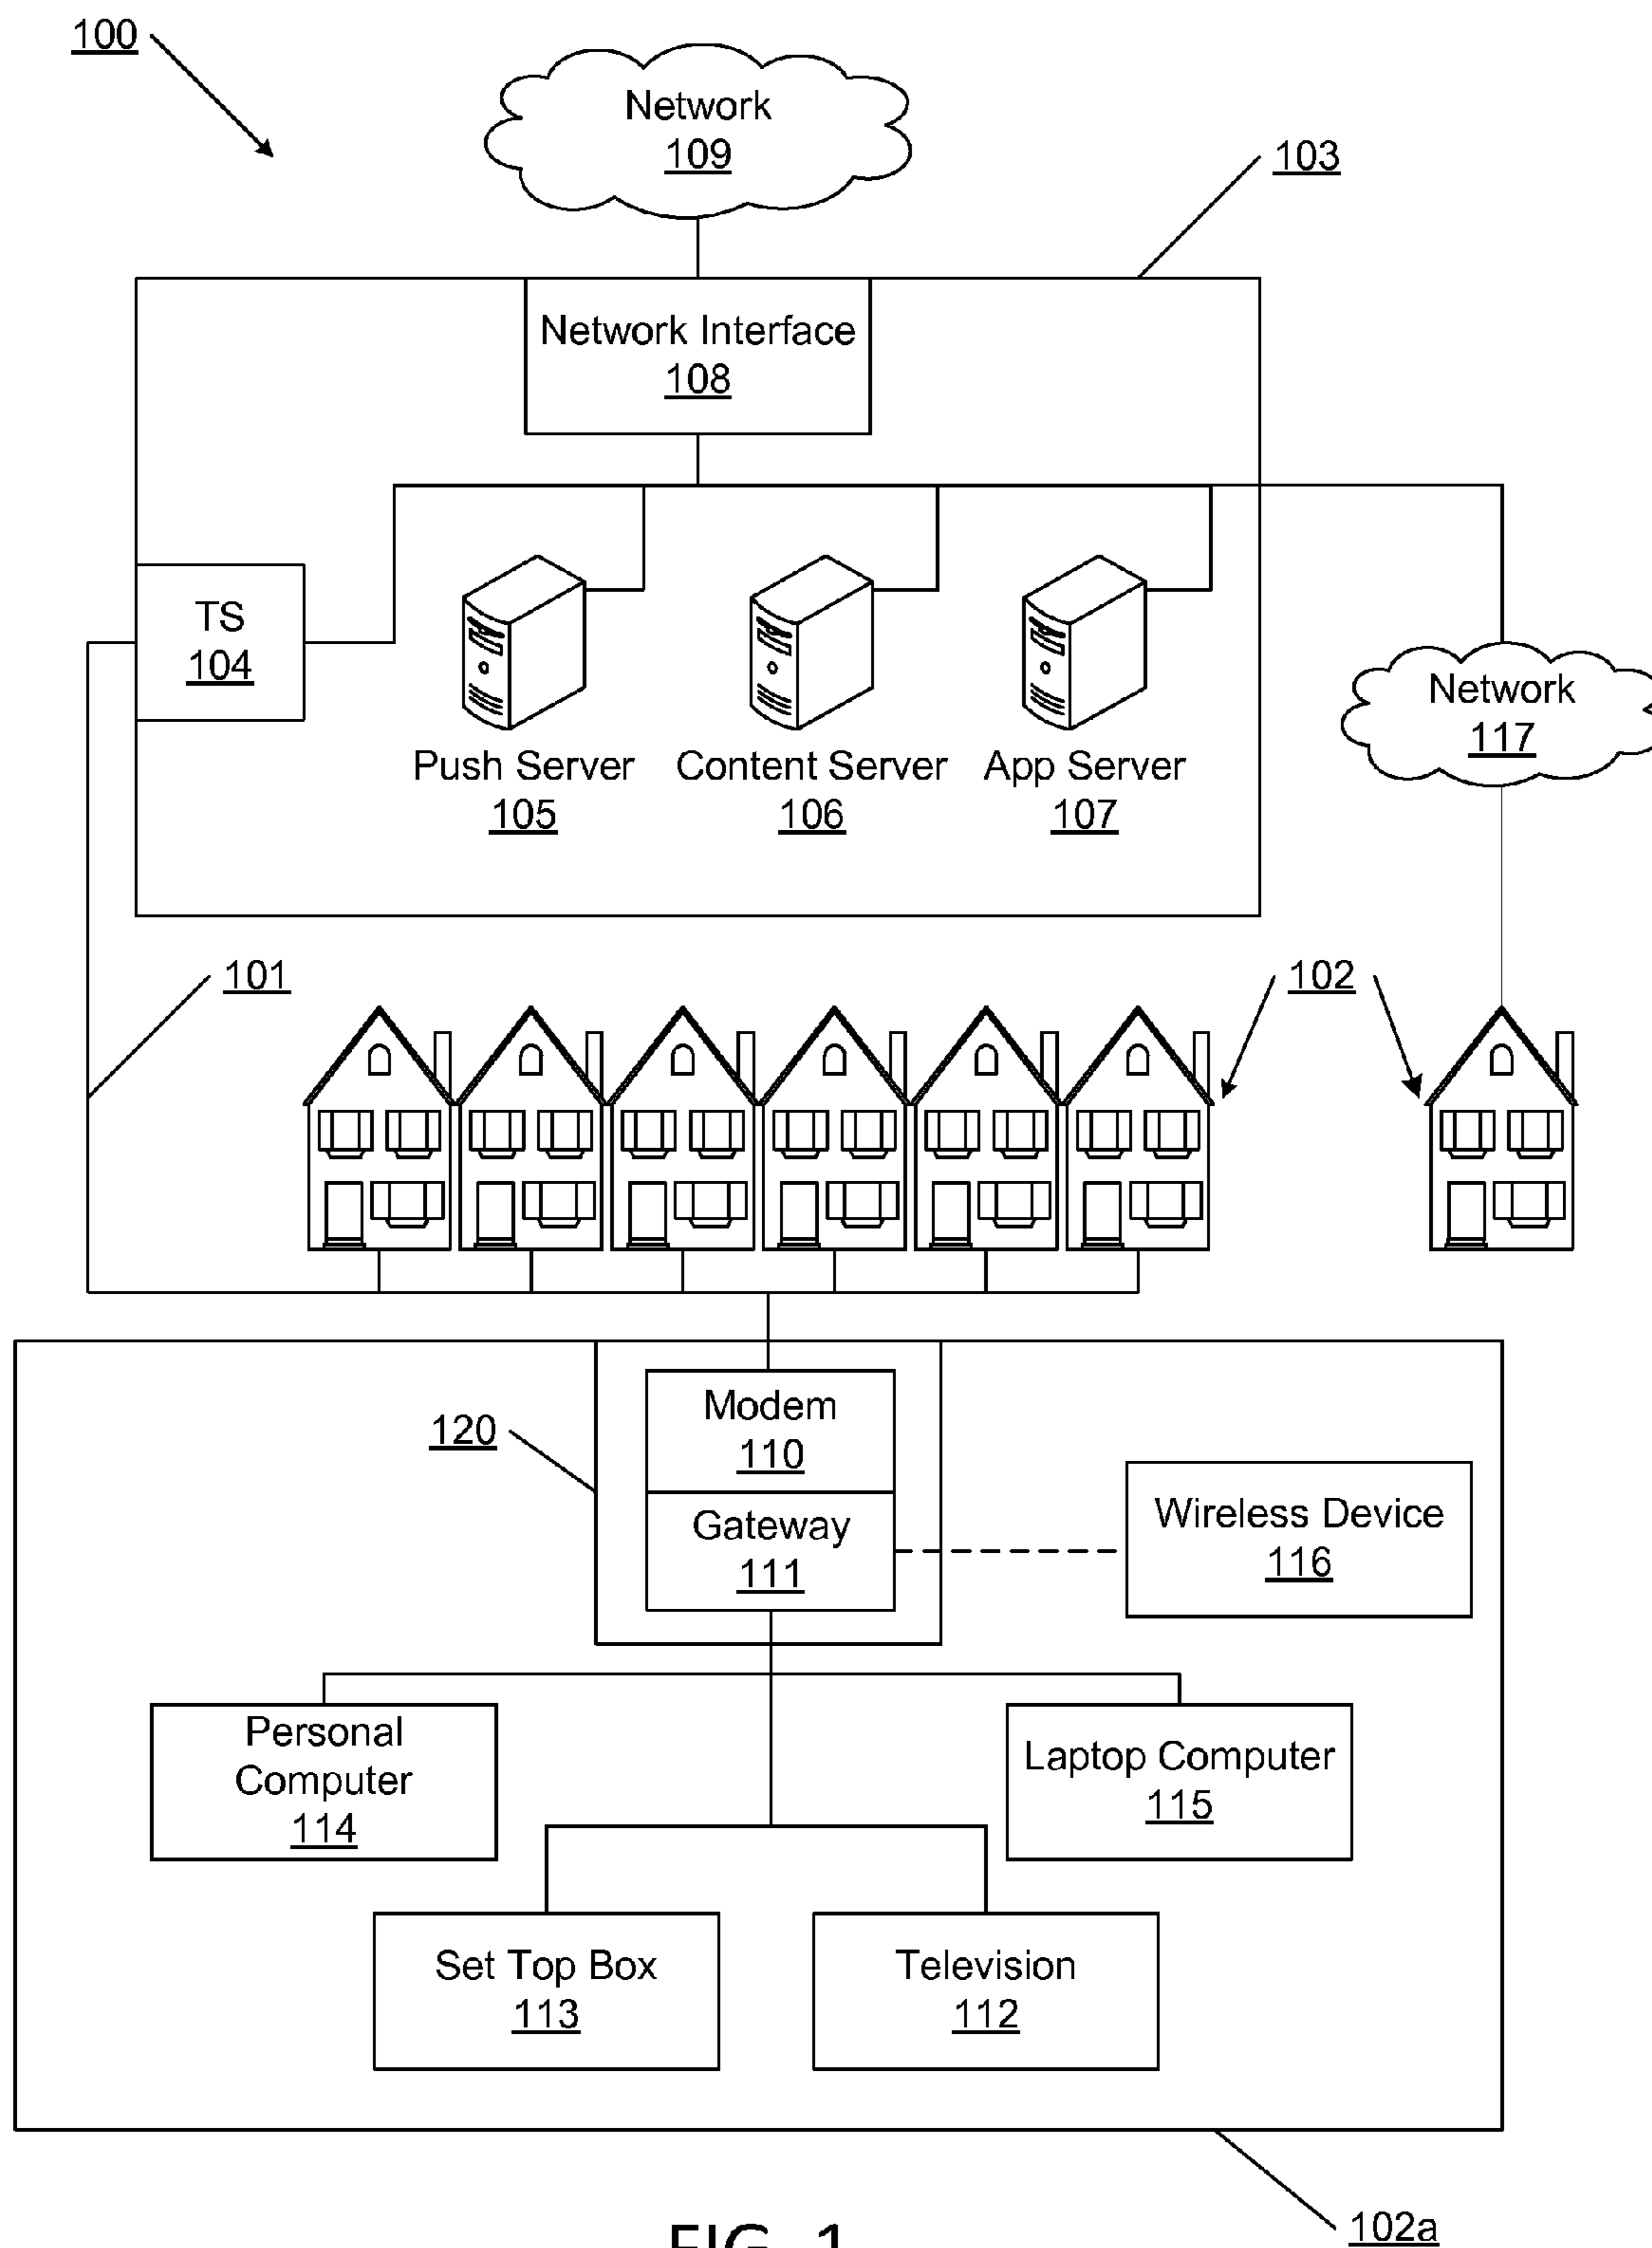 100
Network
109
103
Network Interface
108
TS
104
Push Server
105
Content Server
106
App Server
107
Network
117
101
102
Modem
110
120
Gateway
111
Wireless Device
116
Personal
Computer
114
Laptop Computer
115
Set Top Box
113
Television
112
102a
FIG. 1